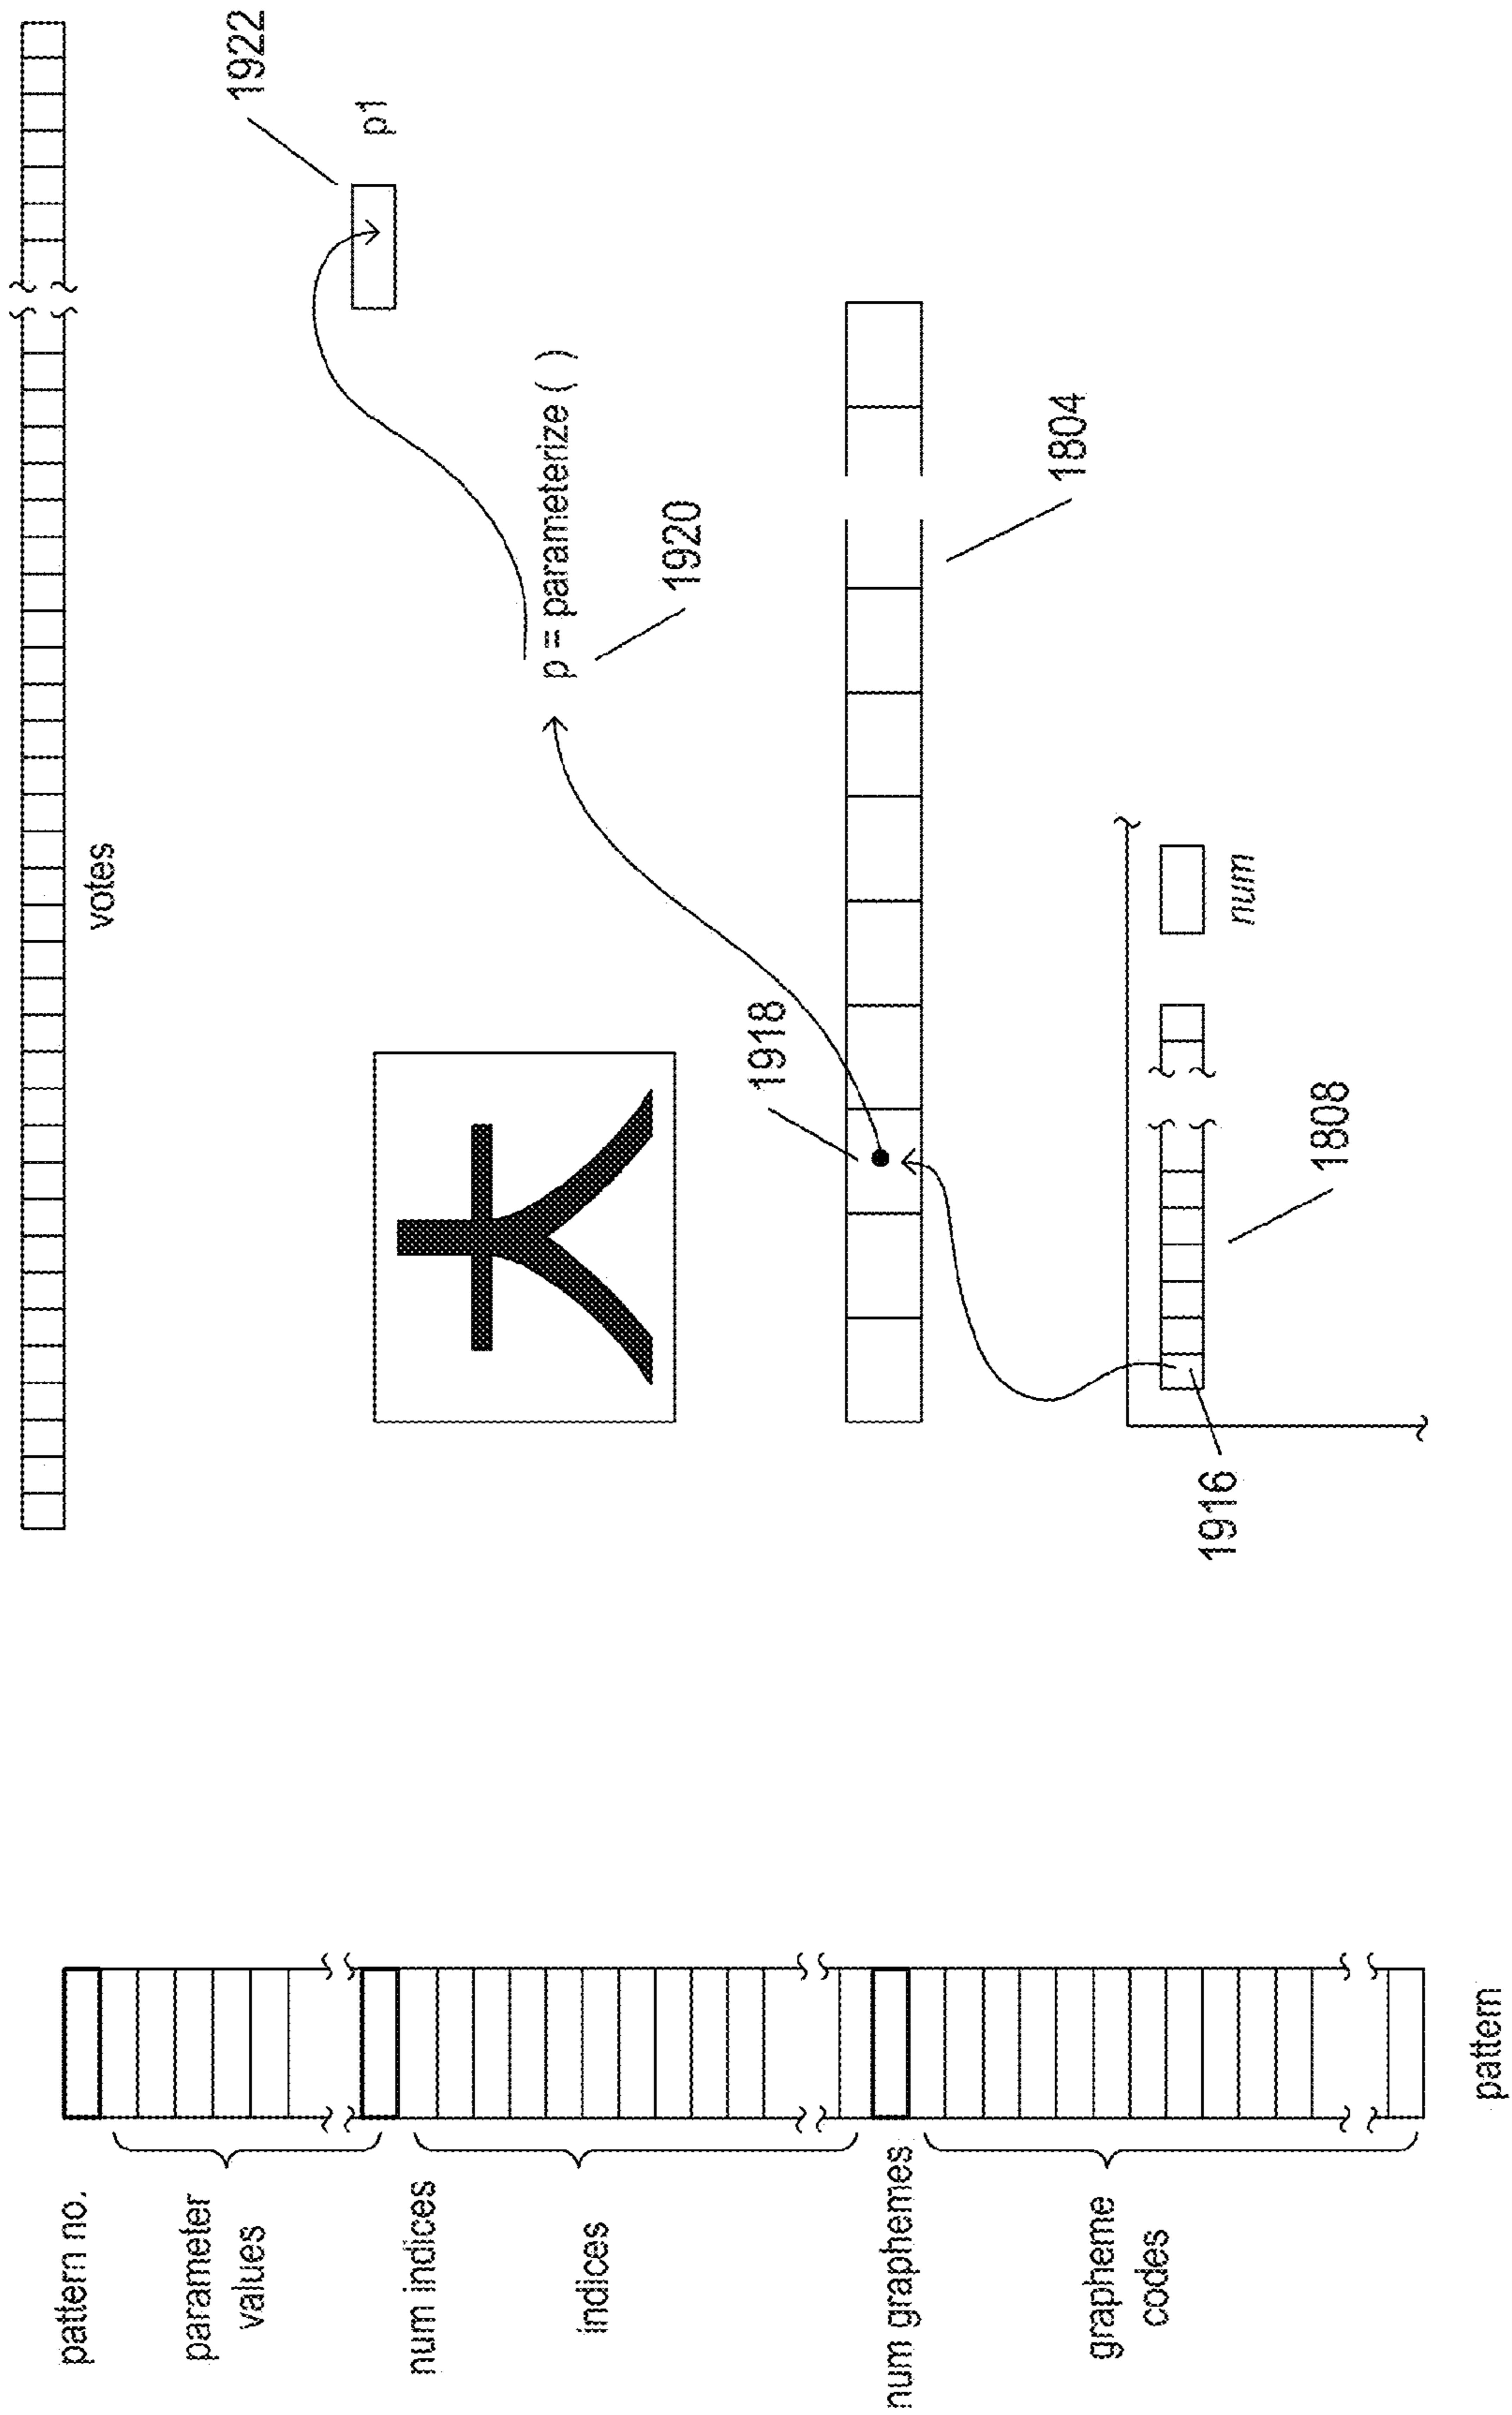 votes
1922
p1
p = parameterize ( )
1920
1918
1804
num
1808
1916
pattern no.
parameter
values
num indices
indices
num graphemes
grapheme
codes
pattern